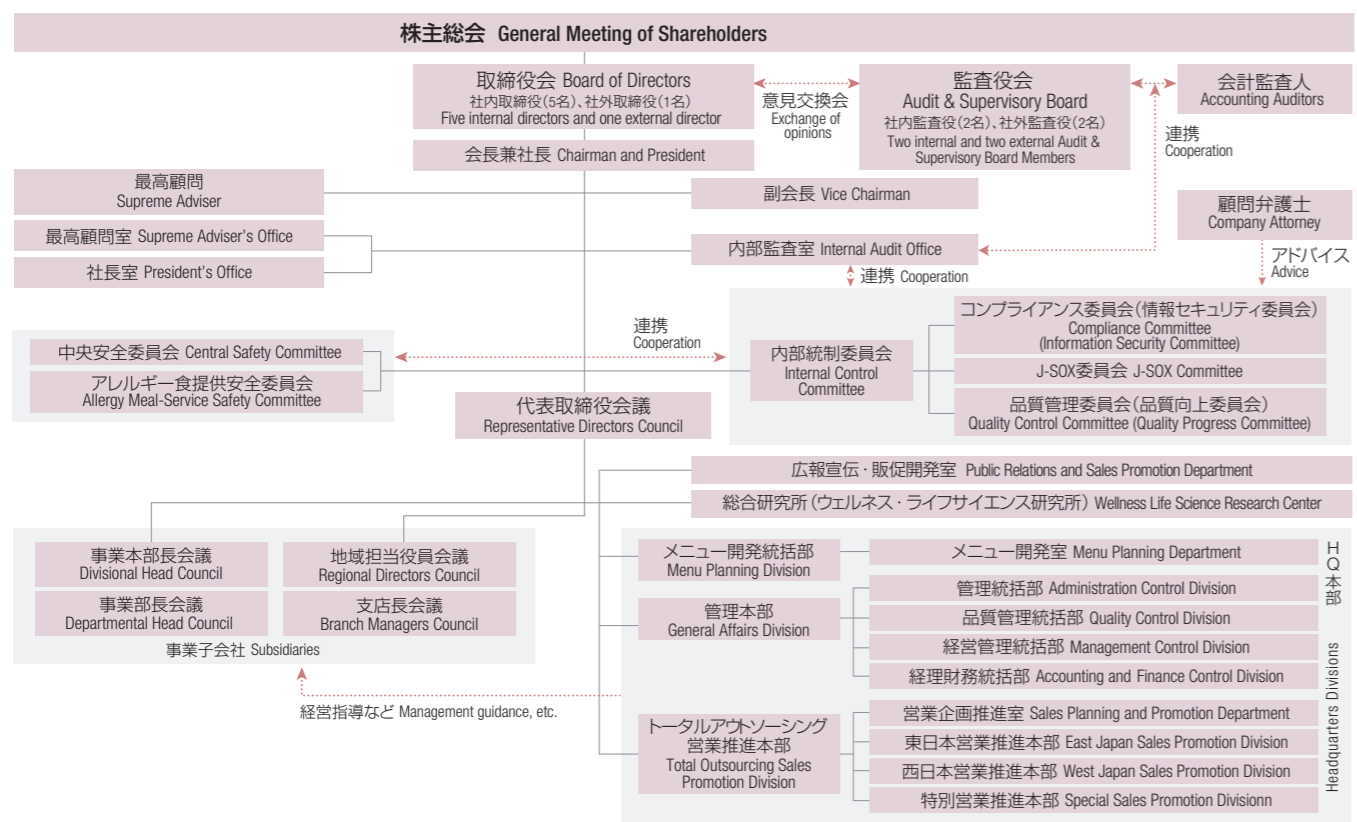 株主総会 General Meeting of Shareholders
取締役会 Board of Directors
社内取締役(5名)、社外取締役(1名)
Five internal directors and one external director
意見交換会
Exchange of
opinions
監査役会
Audit & Supervisory Board
社内監査役(2名)、社外監査役(2名)
Two internal and two external Audit &
Supervisory Board Members
会計監査人
Accounting Auditors
連携
Cooperation
会長兼社長 Chairman and President
最高顧問
Supreme Adviser
副会長 Vice Chairman
顧問弁護士
Company Attorney
最高顧問室 Supreme Adviser's Office
社長室 President's Office
内部監査室 Internal Audit Office
アドバイス
Advice
連携 Cooperation
連携
Cooperation
中央安全委員会 Central Safety Committee
アレルギー食提供安全委員会
Allergy Meal-Service Safety Committee
内部統制委員会
Internal Control
Committee
コンプライアンス委員会(情報セキュリティ委員会)
Compliance Committee
(Information Security Committee)
J-SOX委員会 J-SOX Committee
品質管理委員会(品質向上委員会)
Quality Control Committee (Quality Progress Committee)
代表取締役会議
Representative Directors Council
広報宣伝・販促開発室 Public Relations and Sales Promotion Department
総合研究所(ウェルネス・ライフサイエンス研究所) Wellness Life Science Research Center
事業本部長会議
Divisional Head Council
地域担当役員会議
Regional Directors Council
事業部長会議
Departmental Head Council
支店長会議
Branch Managers Council
事業子会社 Subsidiaries
経営指導など Management guidance, etc.
メニュー開発統括部
Menu Planning Division
メニュー開発室 Menu Planning Department
管理本部
General Affairs Division
管理統括部 Administration Control Division
品質管理統括部 Quality Control Division
経営管理統括部 Management Control Division
経理財務統括部 Accounting and Finance Control Division
トータルアウトソーシング
営業推進本部
Total Outsourcing Sales
Promotion Division
営業企画推進室 Sales Planning and Promotion Department
東日本営業推進本部 East Japan Sales Promotion Division
西日本営業推進本部 West Japan Sales Promotion Division
特別営業推進本部 Special Sales Promotion Divisionn
HQ本部
Headquarters Divisions